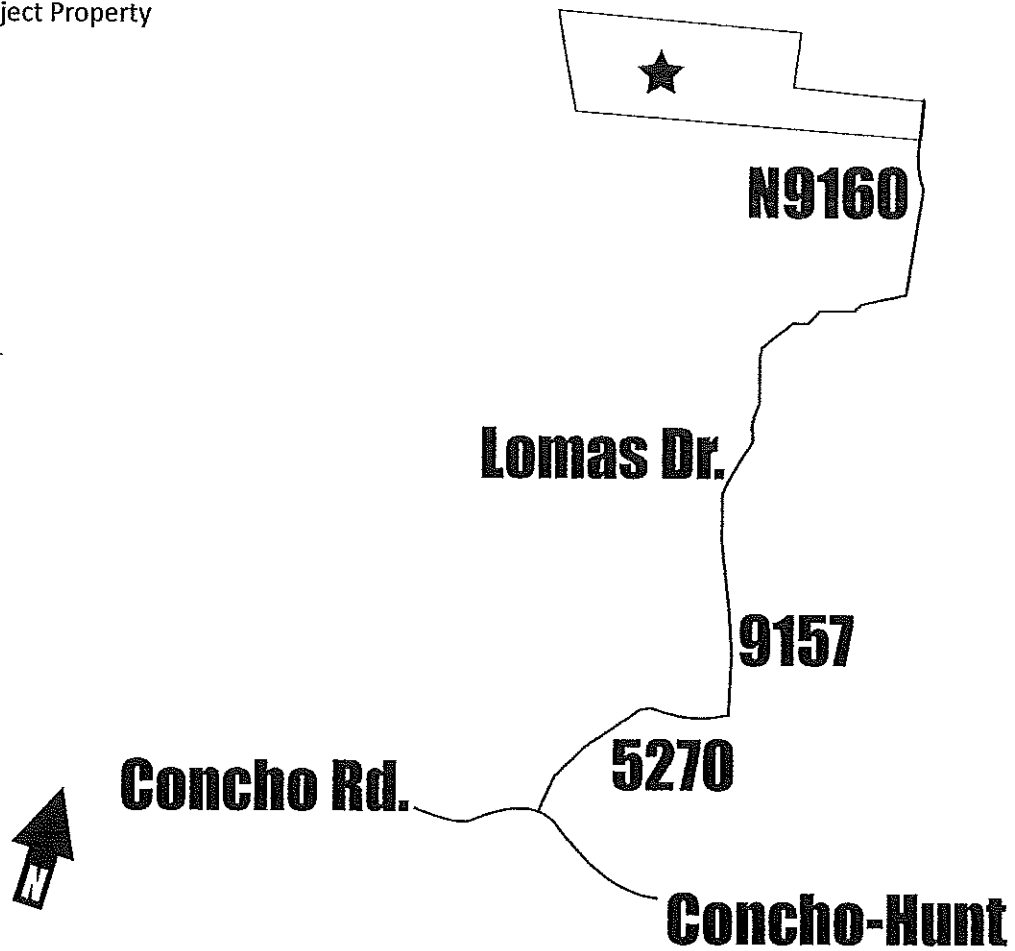 ject Property
N9160
Lomas Dr.
9157
5270
Concho Rd.
N
Concho-Hunt